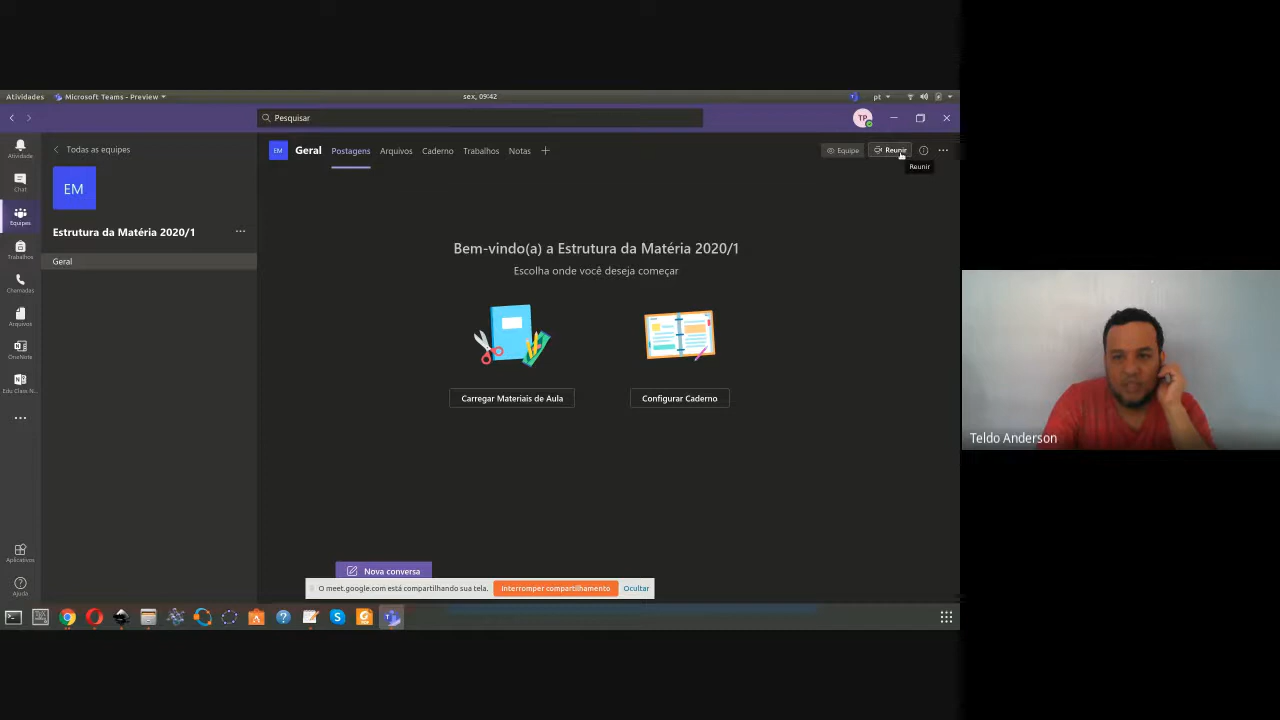 Atividades
Microsoft Teams - Preview
sex, 09:42
pt
Pesquisar
TP
Atividade
Chat
Equipes
Trabalhos
Chamadas
Arquivos
OneNote
Edu Class N...
Aplicativos
Ajuda
Todas as equipes
EM
Estrutura da Matéria 2020/1
Geral
EM
Geral
Postagens
Arquivos
Caderno
Trabalhos
Notas
Equipe
Reunir
Reunir
Bem-vindo(a) a Estrutura da Matéria 2020/1
Escolha onde você deseja começar
Carregar Materiais de Aula
Configurar Caderno
Nova conversa
O meet.google.com está compartilhando sua tela.
Interromper compartilhamento
Ocultar
Teldo Anderson